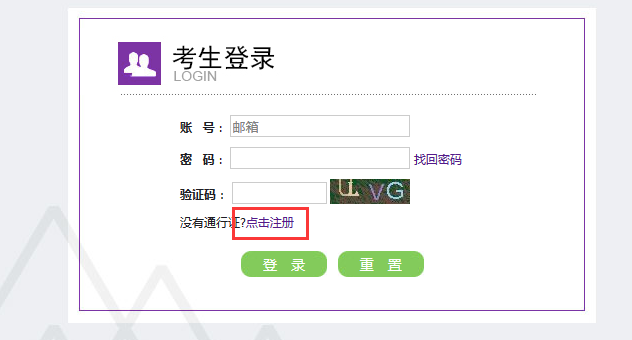 考生登录
LOGIN
账 号： 邮箱
密 码： 找回密码
验证码： VG
没有通行证?点击注册
登 录 重 置